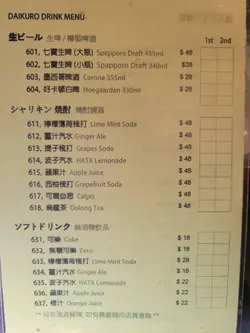 DAIKURO DRINK MENU
1st 2nd
生ビール 生啤 / 樽裝啤酒
601, 七寶生啤 (大瓶) Spapporo Draft 435ml $ 48
602, 七寶生啤 (小瓶) Spapporo Draft 340ml $38
603, 墨西哥啤酒 Corona 355ml $ 28
604, 好卡頓白啤 Hoegaarden 330ml $ 48
シャリキン 焼酎 燒酎調酒
611, 檸檬薄荷梳打 Lime Mint Soda $ 48
612, 薑汁汽水 Ginger Ale $ 48
613, 提子梳打 Grapes Soda $ 48
614, 波子汽水 HATA Lemonade $ 48
615, 蘋果汁 Apple Juice $ 48
616, 西柚梳打 Grapefruit Soda $ 48
617, 可爾必思 Calpis $ 48
618, 烏龍茶 Oolong Tea $ 48
ソフトドリンク 無酒精飲品
631, 可樂 Coke $ 18
632, 無糖可樂 Zero $ 18
633, 檸檬薄荷梳打 Lime Mint Soda $ 28
634, 薑汁汽水 Ginger Ale $ 18
635, 波子汽水 HATA Lemonade $ 28
636, 蘋果汁 Apple Juice $ 22
637, 橙汁 Orange Juice $ 22